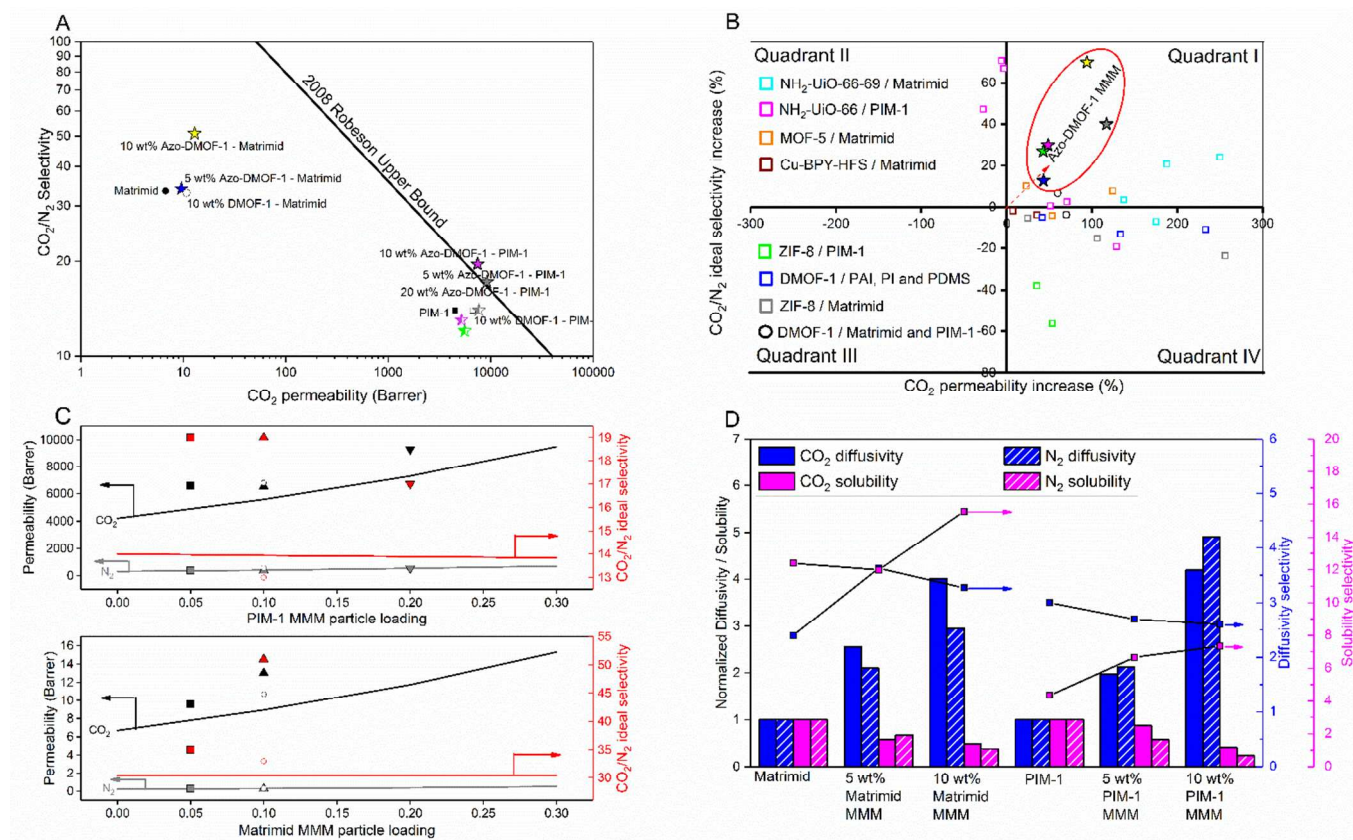 A
100
90
80
70
60
50
40
30
20
10
CO₂/N₂ Selectivity
2008 Robeson Upper Bound
10 wt% Azo-DMOF-1 - Matrimid
5 wt% Azo-DMOF-1 - Matrimid
Matrimid
10 wt% DMOF-1 - Matrimid
10 wt% Azo-DMOF-1 - PIM-1
5 wt% Azo-DMOF-1 - PIM-1
20 wt% Azo-DMOF-1 - PIM-1
PIM-1
10 wt% DMOF-1 - PIM-
1 10 100 1000 10000 100000
CO₂ permeability (Barrer)
B
Quadrant II
Quadrant I
NH₂-UiO-66-69 / Matrimid
NH₂-UiO-66 / PIM-1
MOF-5 / Matrimid
Cu-BPY-HFS / Matrimid
Azo-DMOF-1 MMM
60
40
20
0
-300 -200 -100 0 100 200 300
-20
-40
-60
80
ZIF-8 / PIM-1
DMOF-1 / PAI, PI and PDMS
ZIF-8 / Matrimid
DMOF-1 / Matrimid and PIM-1
Quadrant III
Quadrant IV
CO₂/N₂ ideal selectivity increase (%)
CO₂ permeability increase (%)
C
10000
8000
6000
4000
2000
0
Permeability (Barrer)
CO₂
N₂
19
18
17
16
15
14
13
CO₂/N₂ ideal selectivity
0.00 0.05 0.10 0.15 0.20 0.25 0.30
PIM-1 MMM particle loading
16
14
12
10
8
6
4
2
0
Permeability (Barrer)
CO₂
N₂
55
50
45
40
35
30
CO₂/N₂ ideal selectivity
0.00 0.05 0.10 0.15 0.20 0.25 0.30
Matrimid MMM particle loading
D
7
6
5
4
3
2
1
0
Normalized Diffusivity / Solubility
CO₂ diffusivity
N₂ diffusivity
CO₂ solubility
N₂ solubility
6
5
4
3
2
1
0
Diffusivity selectivity
20
18
16
14
12
10
8
6
4
2
0
Solubility selectivity
Matrimid
5 wt%
Matrimid
MMM
10 wt%
Matrimid
MMM
PIM-1
5 wt%
PIM-1
MMM
10 wt%
PIM-1
MMM